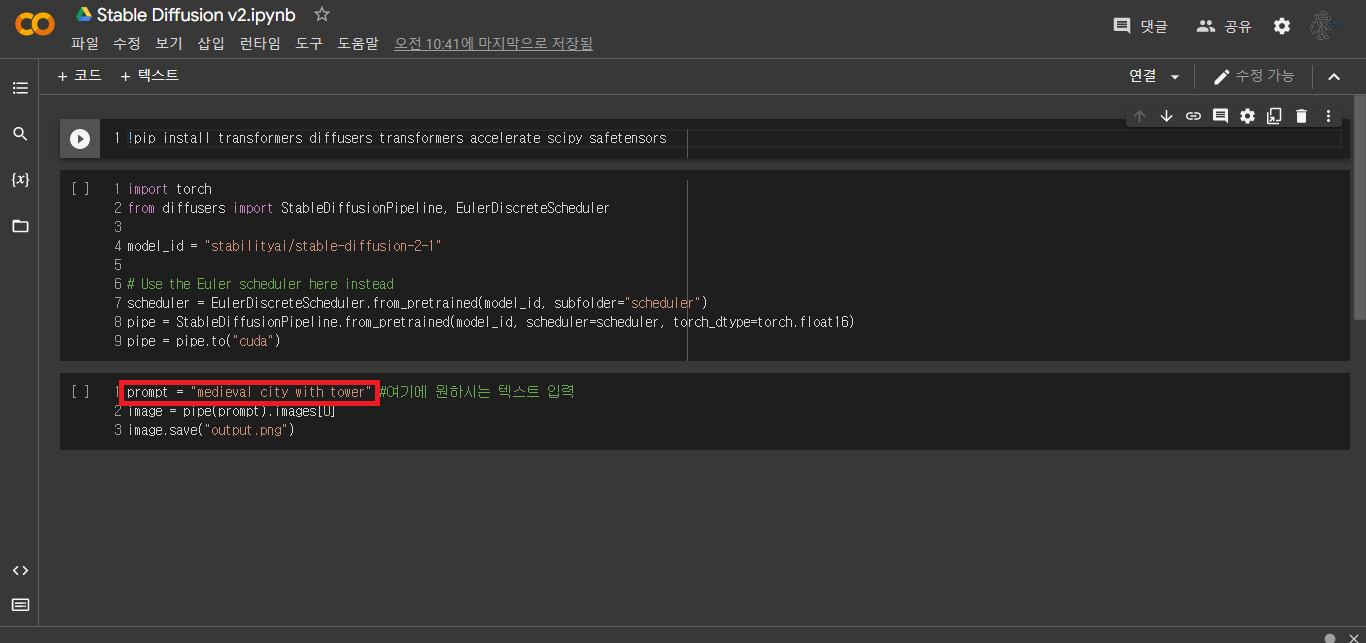 Stable Diffusion v2.ipynb
파일 수정 보기 삽입 런타임 도구 도움말 오전 10:41에 마지막으로 저장됨
댓글 공유
+ 코드 + 텍스트
연결 수정 가능
1 !pip install transformers diffusers transformers accelerate scipy safetensors
[ ] 1 import torch
2 from diffusers import StableDiffusionPipeline, EulerDiscreteScheduler
3
4 model_id = "stabilityai/stable-diffusion-2-1"
5
6 # Use the Euler scheduler here instead
7 scheduler = EulerDiscreteScheduler.from_pretrained(model_id, subfolder="scheduler")
8 pipe = StableDiffusionPipeline.from_pretrained(model_id, scheduler=scheduler, torch_dtype=torch.float16)
9 pipe = pipe.to("cuda")
[ ] 1 prompt = "medieval city with tower" #여기에 원하시는 텍스트 입력
2 image = pipe(prompt).images[0]
3 image.save("output.png")